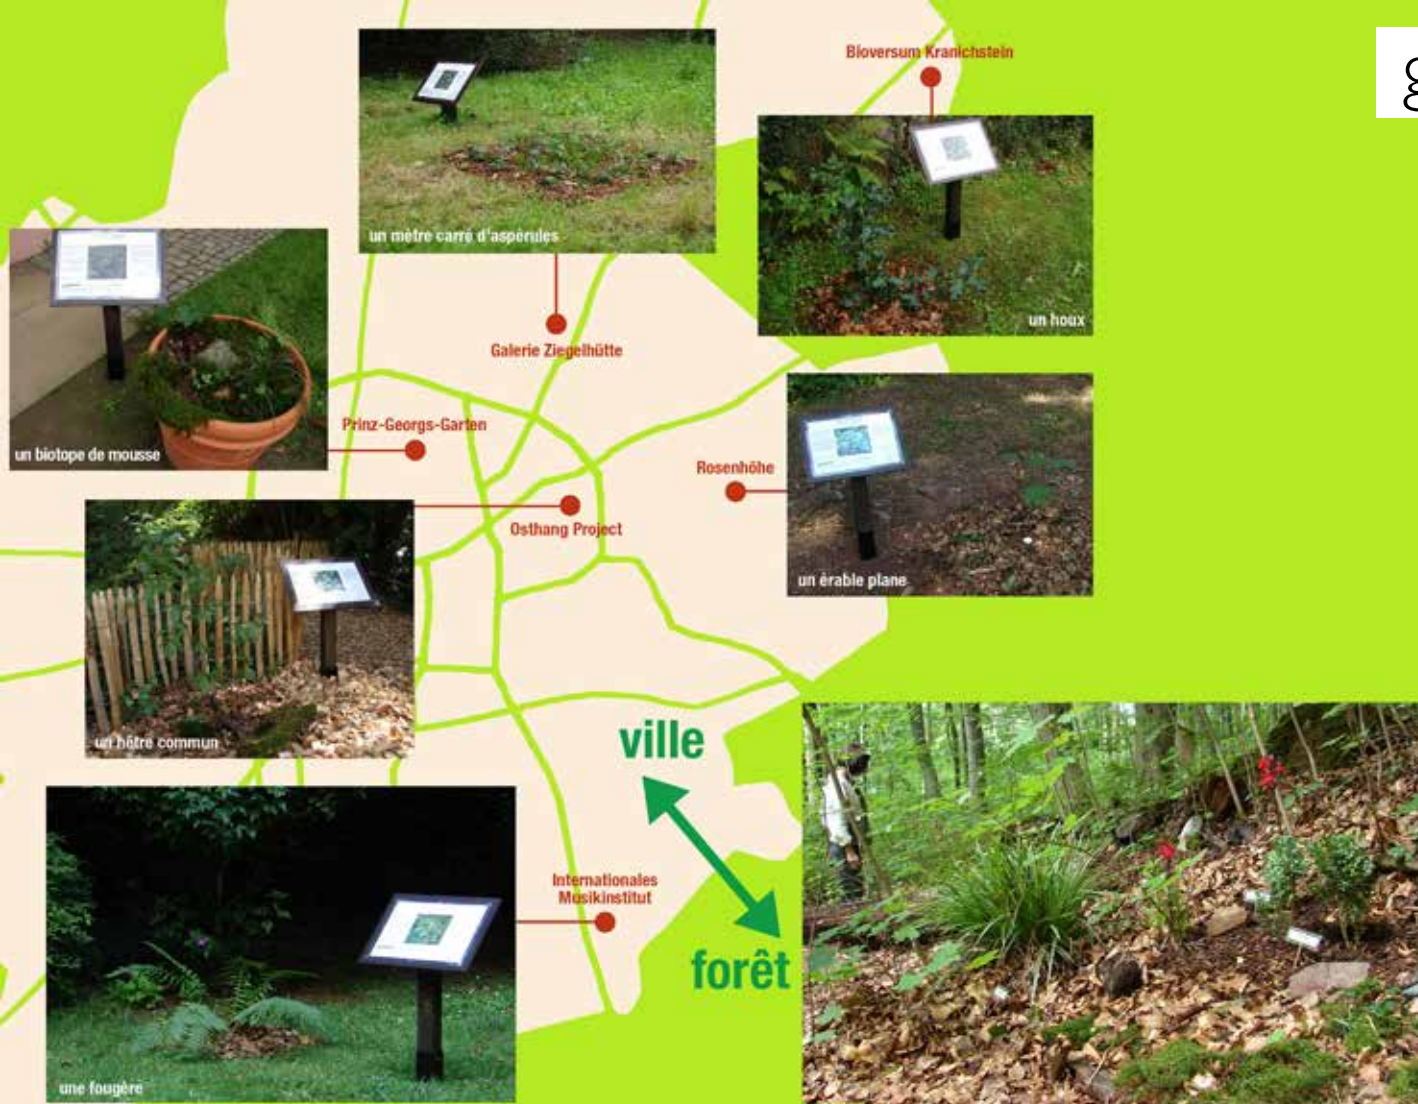 Bioversum Kranichstein
un mètre carré d'aspérules
un houx
Galerie Ziegelhütte
Prinz-Georgs-Garten
un biotope de mousse
Rosenhöhe
Osthang Project
un érable plane
un hêtre commun
ville
Internationales
Musikinstitut
forêt
une fougère